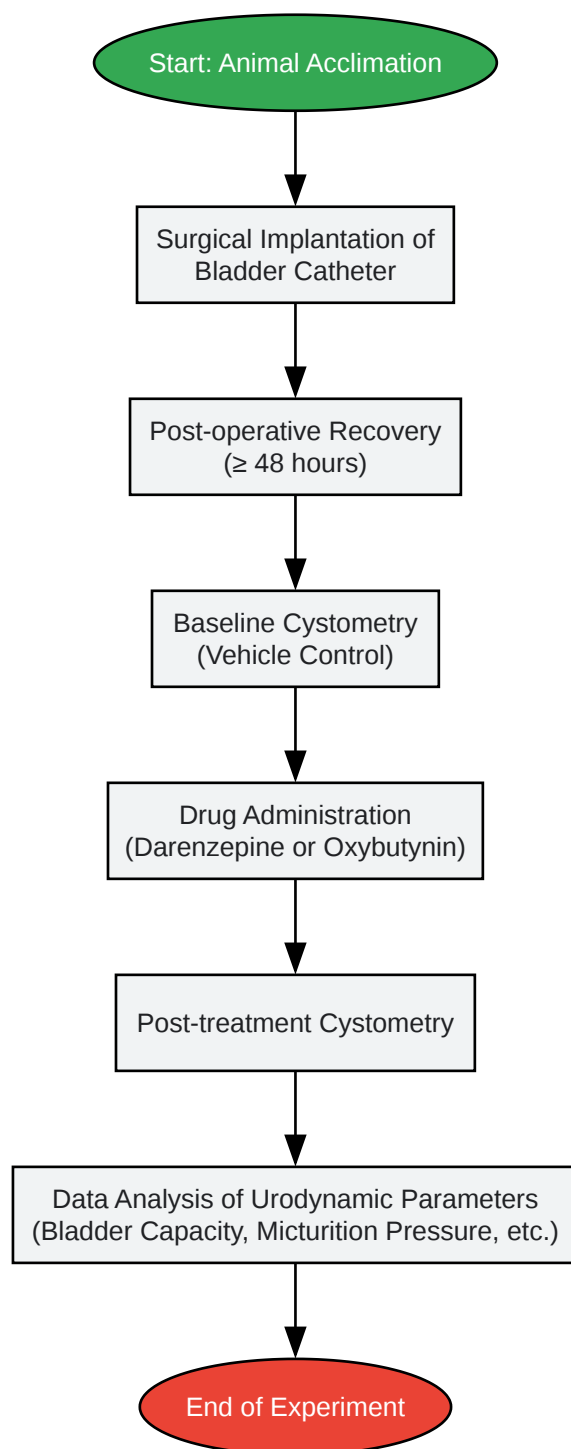 Start: Animal Acclimation
Surgical Implantation of
Bladder Catheter
Post-operative Recovery
(≥ 48 hours)
Baseline Cystometry
(Vehicle Control)
Drug Administration
(Darenzepine or Oxybutynin)
Post-treatment Cystometry
Data Analysis of Urodynamic Parameters
(Bladder Capacity, Micturition Pressure, etc.)
End of Experiment